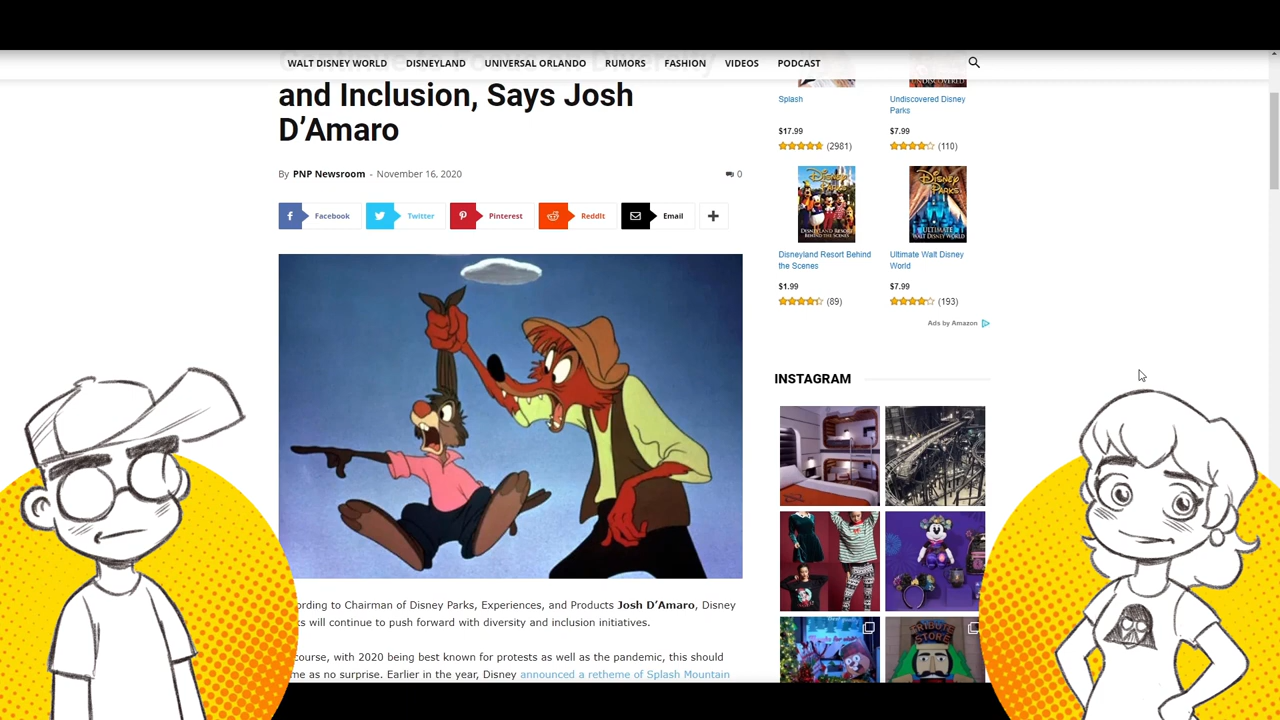 WALT DISNEY WORLD DISNEYLAND UNIVERSAL ORLANDO RUMORS FASHION VIDEOS PODCAST
and Inclusion, Says Josh
D’Amaro
By PNP Newsroom - November 16, 2020 0
Facebook Twitter Pinterest ReddIt Email
Splash
$17.99
(2981)
Undiscovered Disney
Parks
$7.99
(110)
Disneyland Resort Behind
the Scenes
$1.99
(89)
Ultimate Walt Disney
World
$7.99
(193)
Ads by Amazon
INSTAGRAM
TRIBUTE
STORE
ording to Chairman of Disney Parks, Experiences, and Products Josh D’Amaro, Disney
ks will continue to push forward with diversity and inclusion initiatives.
course, with 2020 being best known for protests as well as the pandemic, this should
me as no surprise. Earlier in the year, Disney announced a retheme of Splash Mountain